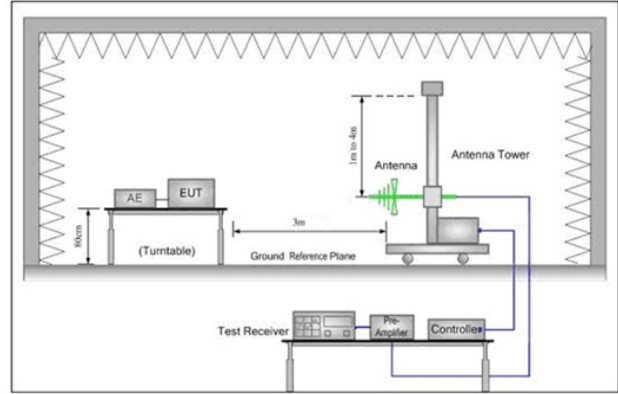 1m to 4m
Antenna
Antenna Tower
AE
EUT
80cm
(Turntable)
3m
Ground Reference Plane
Test Receiver
Pre-
Amplifier
Controller